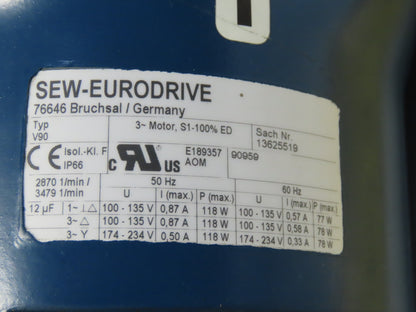 SEW-EURODRIVE
76646 Bruchsal / Germany
Typ
V90
3~ Motor, S1-100% ED
Sach Nr.
13625519
CE Isol.-Kl. F
IP66
C RU US
E189357
AOM
90959
2870 1/min /
3479 1/min
50 Hz
60 Hz
U I (max.) P (max.) U I (max.) P (max.)
12 µF 1~ ⊥ △ 100 - 135 V 0,87 A 118 W 100 - 135 V 0,57 A 77 W
3~ △ 100 - 135 V 0,87 A 118 W 100 - 135 V 0,58 A 78 W
3~ Y 174 - 234 V 0,50 A 118 W 174 - 234 V 0,33 A 78 W